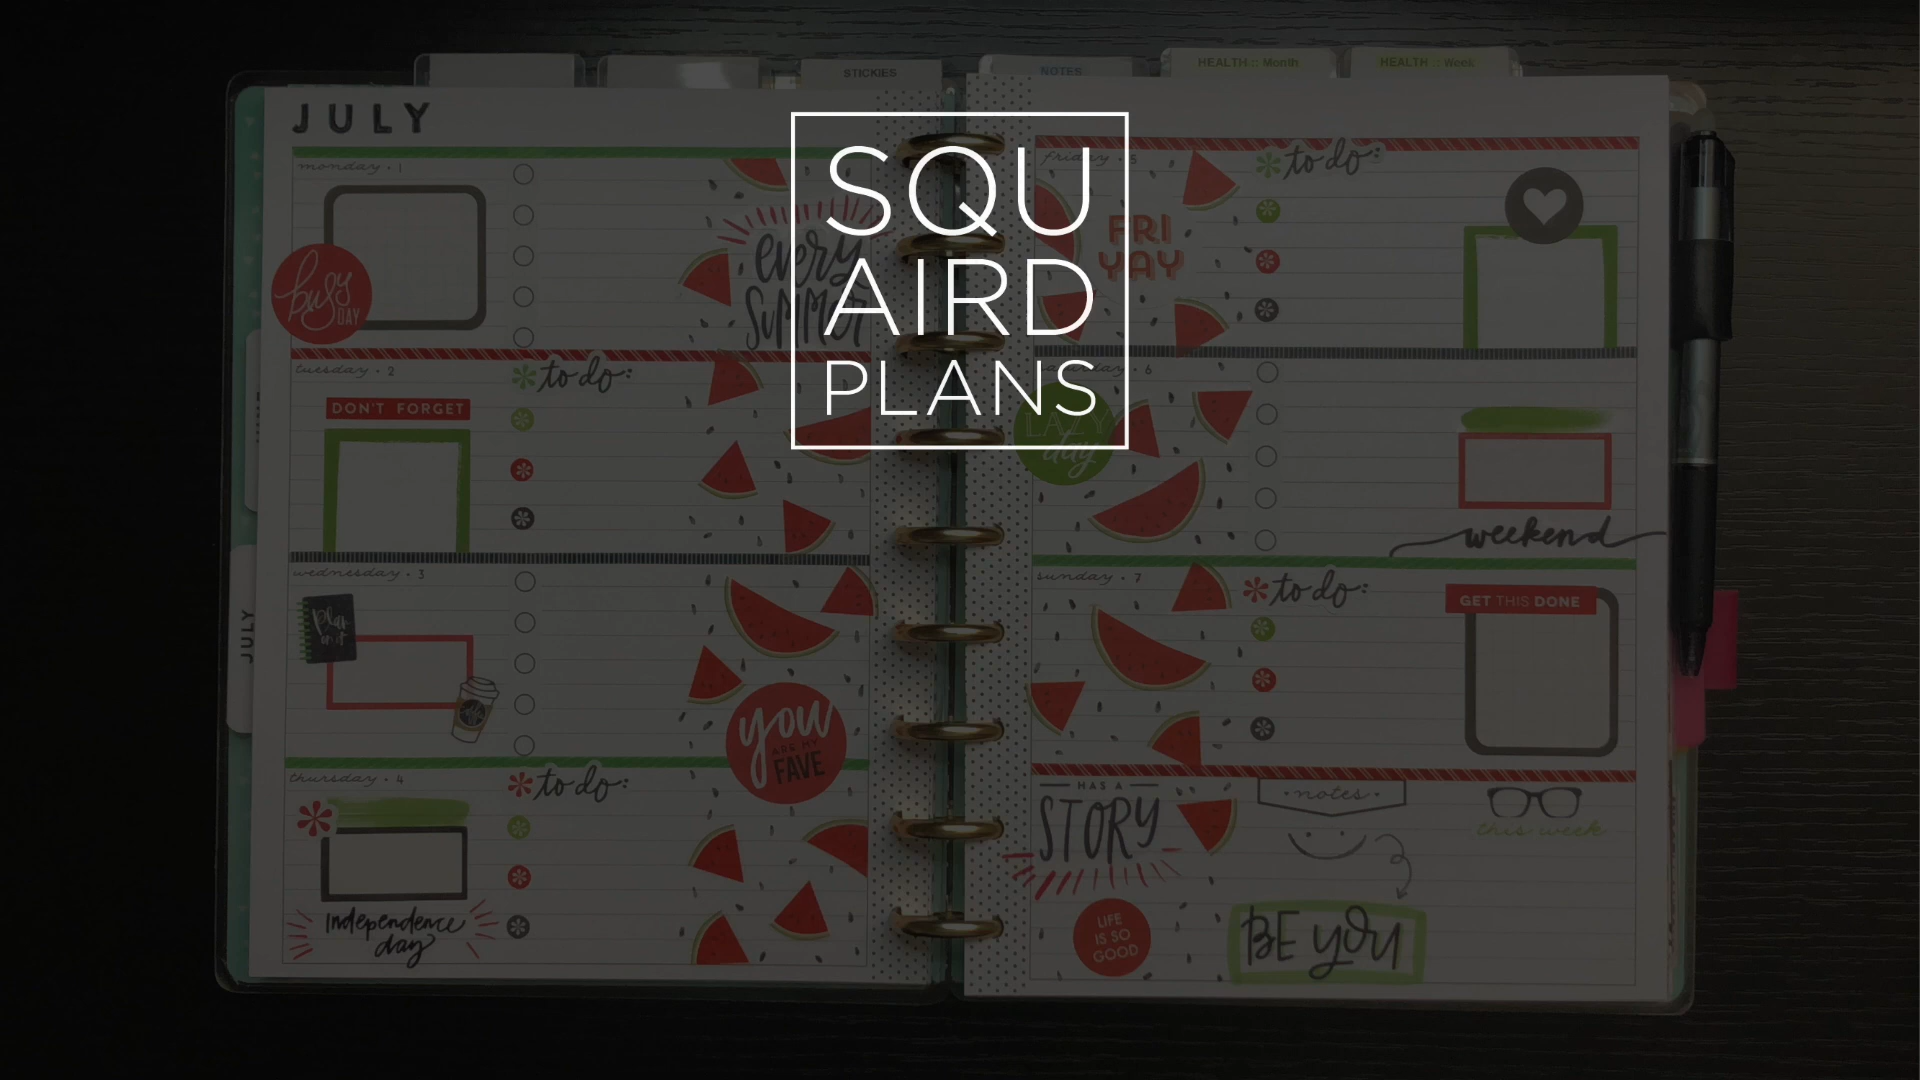 STICKIES
NOTES
HEALTH :: Month
HEALTH :: Week
JULY
SQU
AIRD
PLANS
monday • 1
busy
DAY
every
SUMMER
tuesday • 2
to do:
DON'T FORGET
wednesday • 3
plan
on it
you
ARE MY
FAVE
thursday • 4
to do:
independence
day
JULY
friday • 5
to do:
FRI
YAY
6
LAZY
day
weekend
sunday • 7
to do:
GET THIS DONE
HAS A
STORY
• notes •
this week
LIFE
IS SO
GOOD
BE YOU